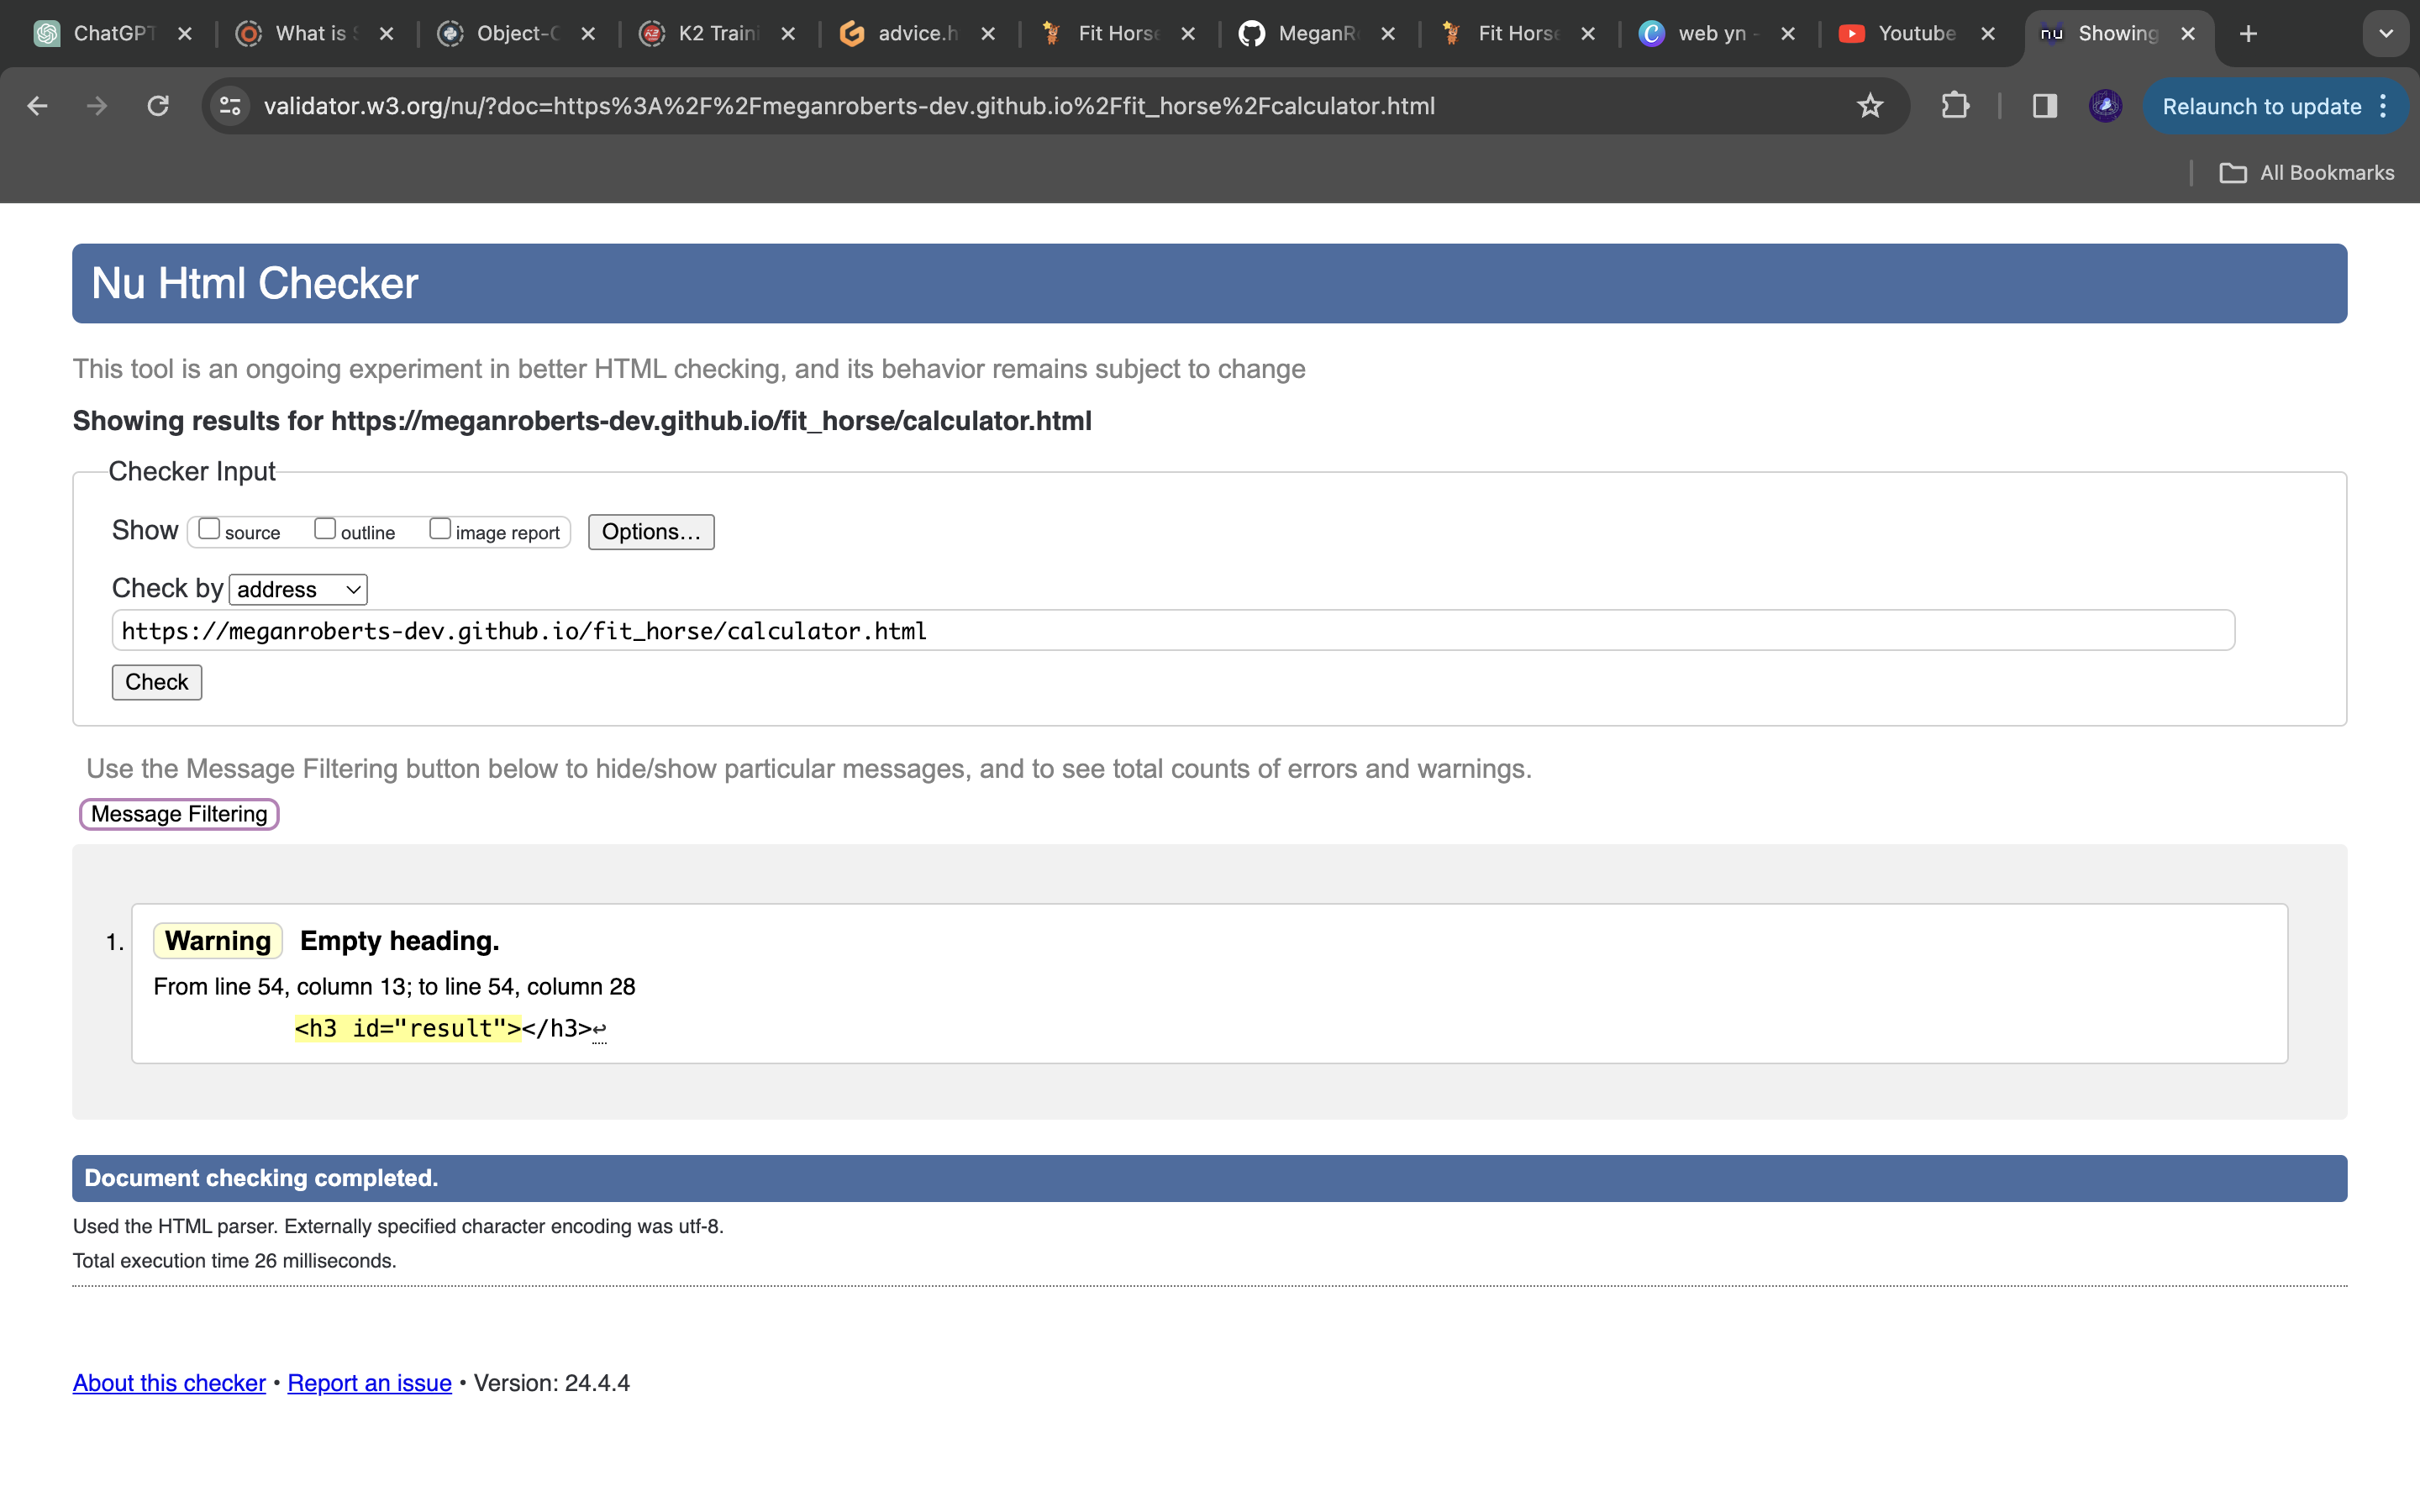 ChatGPT
What is
Object-
K2 Traini
advice.h
Fit Horse
MeganR
Fit Horse
web yn -
Youtube
nu Showing
validator.w3.org/nu/?doc=https%3A%2F%2Fmeganroberts-dev.github.io%2Ffit_horse%2Fcalculator.html
Relaunch to update
All Bookmarks
Nu Html Checker
This tool is an ongoing experiment in better HTML checking, and its behavior remains subject to change
Showing results for https://meganroberts-dev.github.io/fit_horse/calculator.html
Checker Input
Show source outline image report Options...
Check by address
https://meganroberts-dev.github.io/fit_horse/calculator.html
Check
Use the Message Filtering button below to hide/show particular messages, and to see total counts of errors and warnings.
Message Filtering
1. Warning Empty heading.
From line 54, column 13; to line 54, column 28
<h3 id="result"></h3>↩
Document checking completed.
Used the HTML parser. Externally specified character encoding was utf-8.
Total execution time 26 milliseconds.
About this checker • Report an issue • Version: 24.4.4